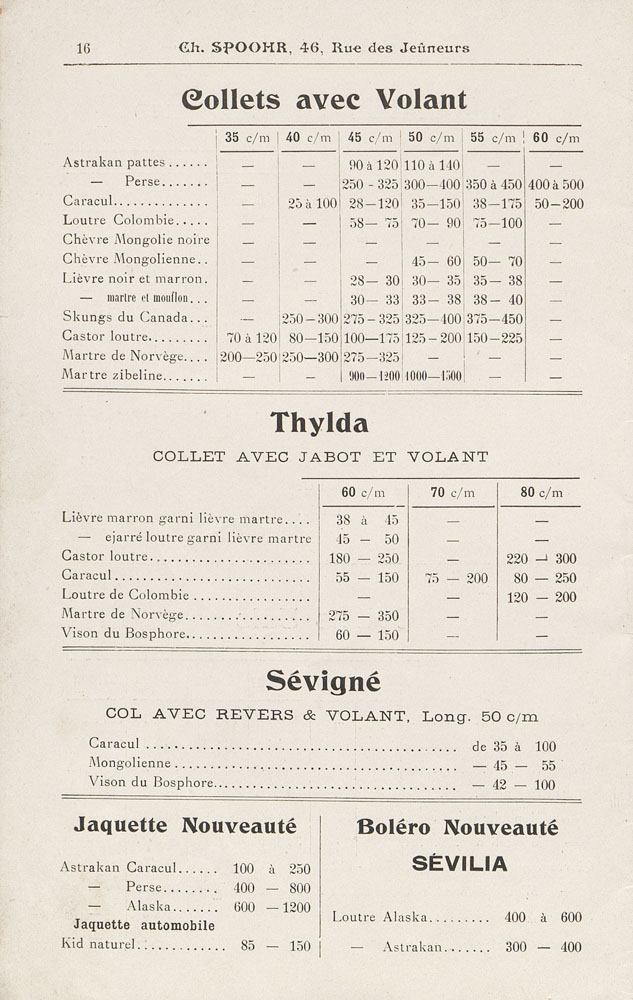 16 Ch. SPOOHR, 46, Rue des Jeûneurs
Collets avec Volant
35 c/m 40 c/m 45 c/m 50 c/m 55 c/m 60 c/m
Astrakan pattes ...... — — 90 à 120 110 à 140 — —
— Perse....... — — 250 - 325 300—400 350 à 450 400 à 500
Caracul.............. — 25 à 100 28—120 35—150 38—175 50—200
Loutre Colombie..... — — 58— 75 70— 90 75—100 —
Chèvre Mongolie noire — — — — — —
Chèvre Mongolienne.. — — — 45— 60 50— 70 —
Lièvre noir et marron. — — 28— 30 30— 35 35— 38 —
— martre et mouflon... — — 30— 33 33— 38 38— 40 —
Skungs du Canada... — 250—300 275—325 325—400 375—450 —
Castor loutre......... 70 à 120 80—150 100—175 125—200 150—225 —
Martre de Norvège.... 200—250 250—300 275—325 — — —
Martre zibeline....... — — 900—1200 1000—1500 — —
Thylda
COLLET AVEC JABOT ET VOLANT
60 c/m 70 c/m 80 c/m
Lièvre marron garni lièvre martre.... 38 à 45 — —
— ejarré loutre garni lièvre martre 45 — 50 — —
Castor loutre........................ 180 — 250 — 220 — 300
Caracul............................. 55 — 150 75 — 200 80 — 250
Loutre de Colombie ................. — — 120 — 200
Martre de Norvège................... 275 — 350 — —
Vison du Bosphore.................. 60 — 150 — —
Sévigné
COL AVEC REVERS & VOLANT, Long. 50 c/m
Caracul ............................................. de 35 à 100
Mongolienne ......................................... — 45 — 55
Vison du Bosphore................................... — 42 — 100
Jaquette Nouveauté
Astrakan Caracul...... 100 à 250
— Perse........ 400 — 800
— Alaska....... 600 — 1200
Jaquette automobile
Kid naturel............. 85 — 150
Boléro Nouveauté
SÉVILIA
Loutre Alaska......... 400 à 600
— Astrakan....... 300 — 400